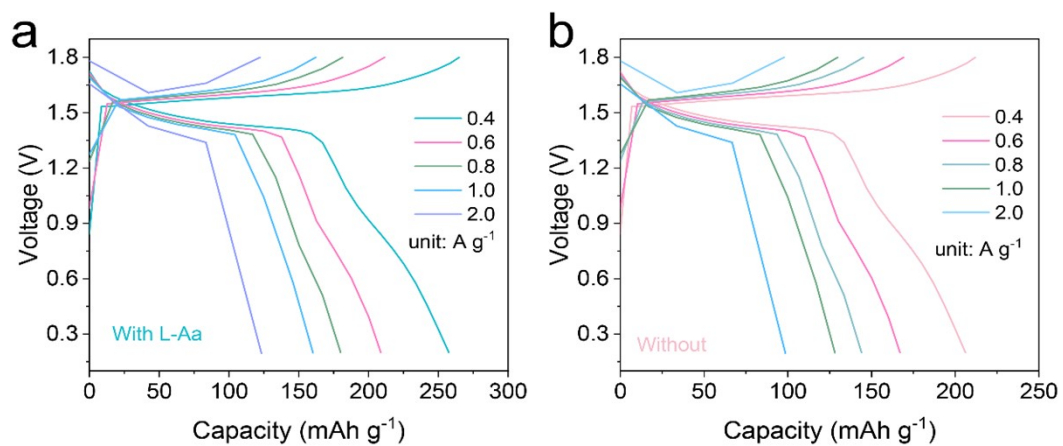 a
1.8
1.5
1.2
0.9
0.6
0.3
Voltage (V)
0.4
0.6
0.8
1.0
2.0
unit: A g⁻¹
With L-Aa
0 50 100 150 200 250 300
Capacity (mAh g⁻¹)
b
1.8
1.5
1.2
0.9
0.6
0.3
Voltage (V)
0.4
0.6
0.8
1.0
2.0
unit: A g⁻¹
Without
0 50 100 150 200 250
Capacity (mAh g⁻¹)